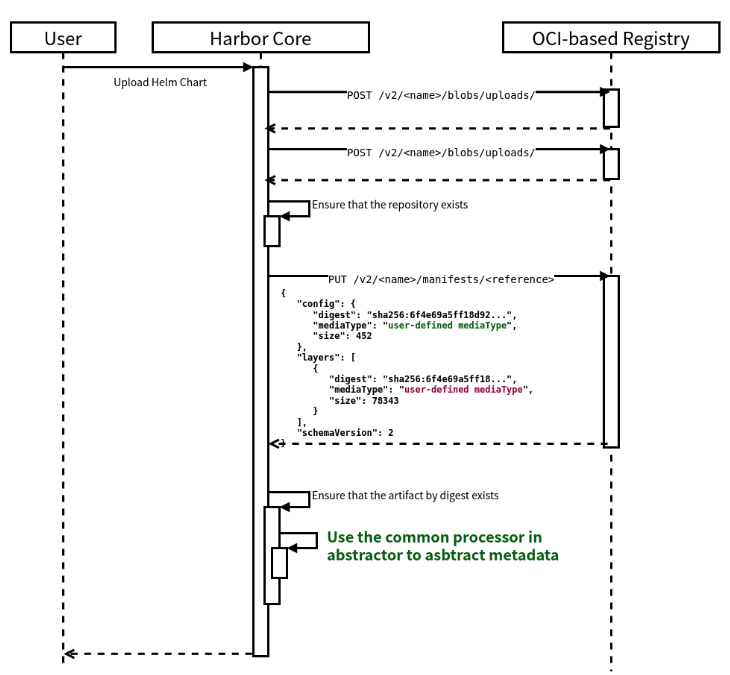 User
Harbor Core
OCI-based Registry
Upload Helm Chart
POST /v2/<name>/blobs/uploads/
POST /v2/<name>/blobs/uploads/
Ensure that the repository exists
PUT /v2/<name>/manifests/<reference>
{
"config": {
"digest": "sha256:6f4e69a5ff18d92...",
"mediaType": "user-defined mediaType",
"size": 452
},
"layers": [
{
"digest": "sha256:6f4e69a5ff18...",
"mediaType": "user-defined mediaType",
"size": 78343
}
],
"schemaVersion": 2
}
Ensure that the artifact by digest exists
Use the common processor in
abstractor to asbtract metadata